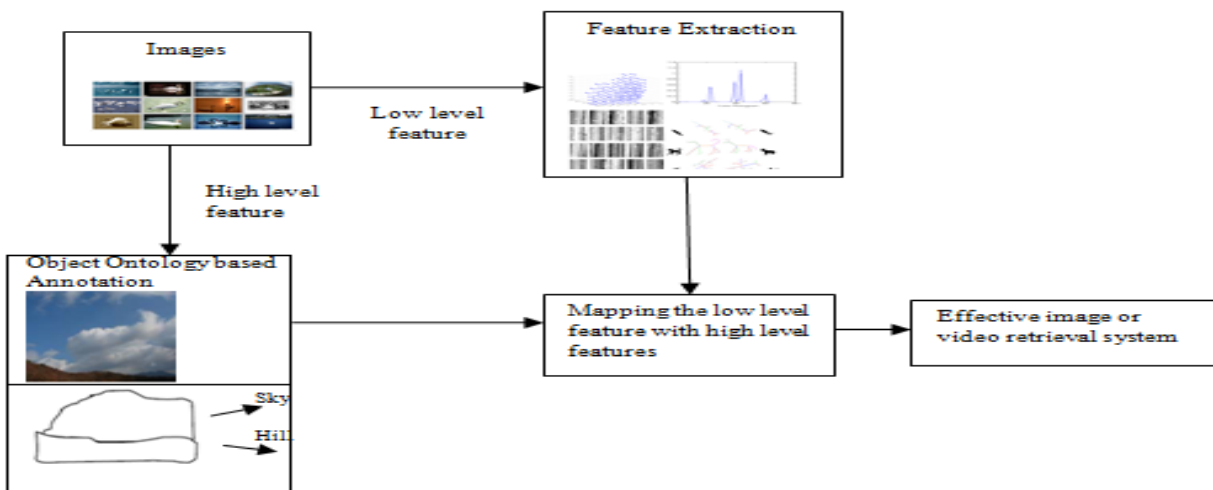 Images
Feature Extraction
Low level
feature
High level
feature
Object Ontology based
Annotation
Mapping the low level
feature with high level
features
Effective image or
video retrieval system
Sky
Hill